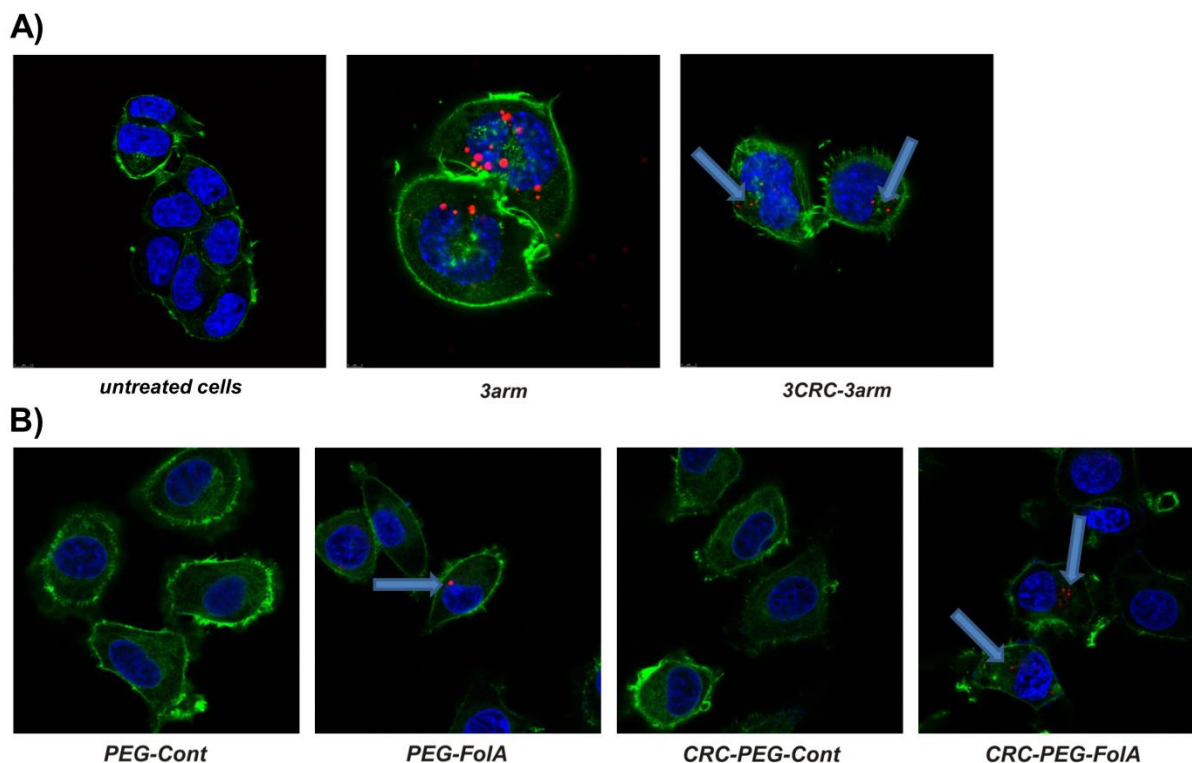 A)
untreated cells
3arm
3CRC-3arm
B)
PEG-Cont
PEG-FolA
CRC-PEG-Cont
CRC-PEG-FolA